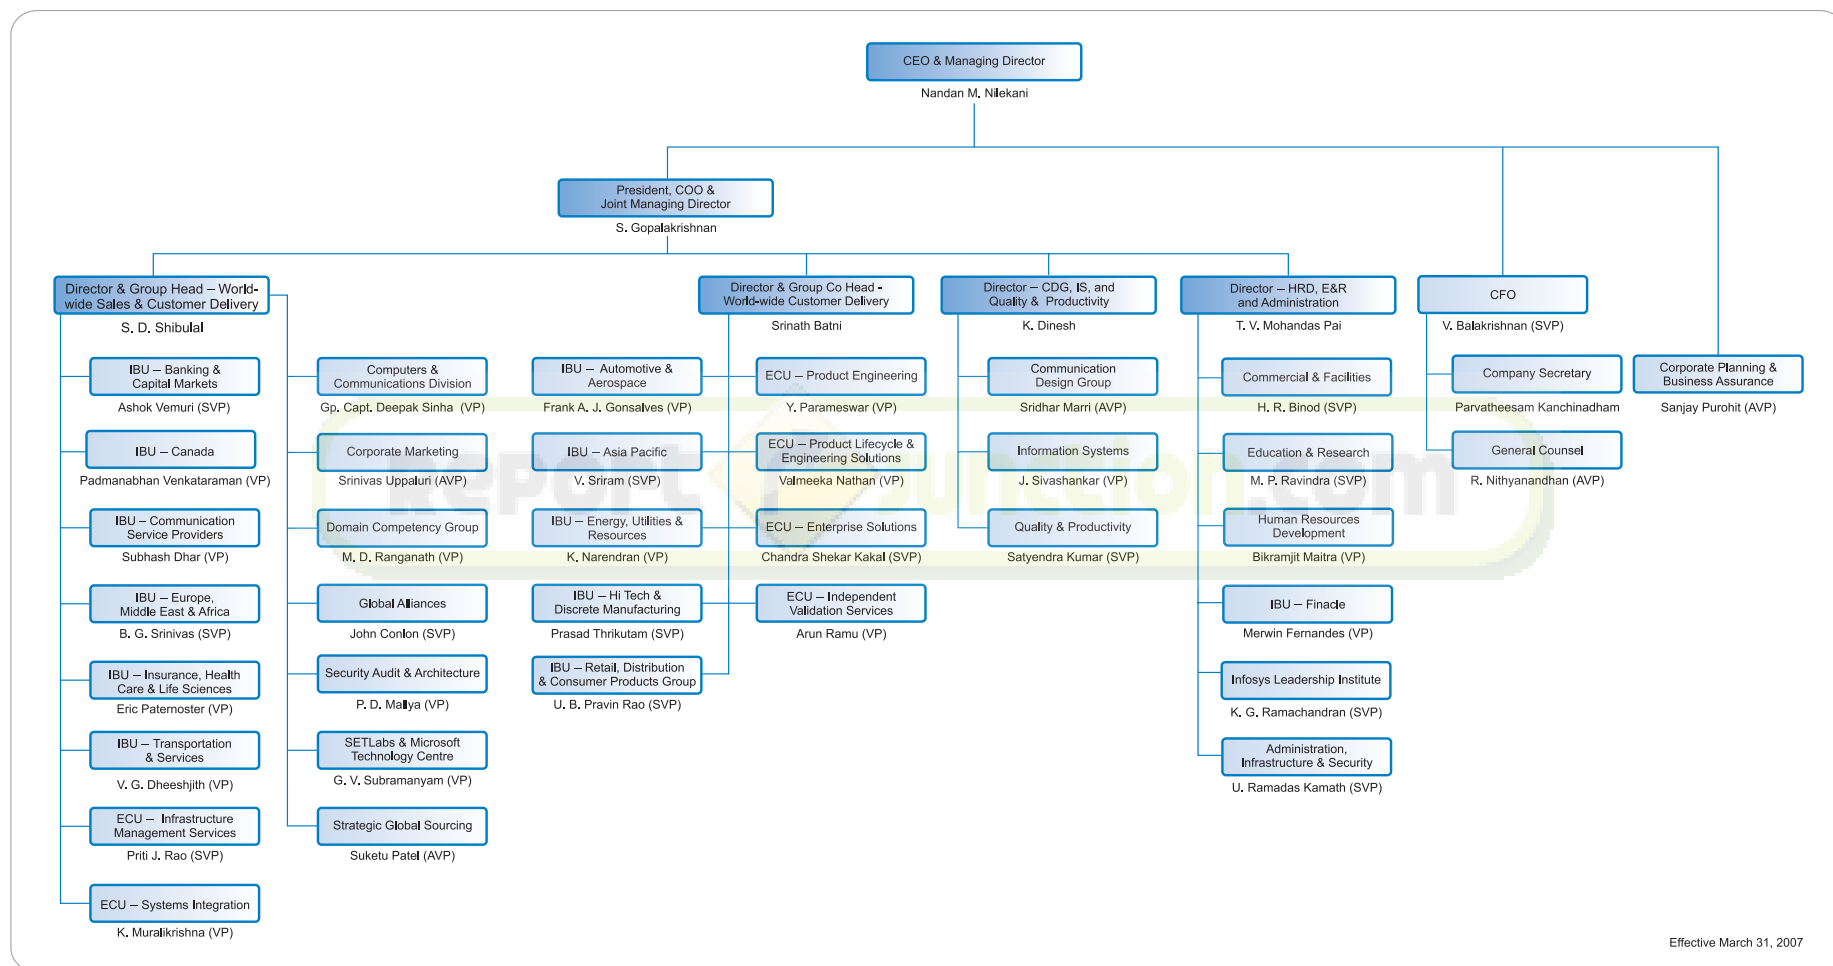 CEO & Managing Director
Nandan M. Nilekani
President, COO &
Joint Managing Director
S. Gopalakrishnan
Director & Group Head – World-
wide Sales & Customer Delivery
S. D. Shibulal
Director & Group Co Head -
World-wide Customer Delivery
Srinath Batni
Director – CDG, IS, and
Quality & Productivity
K. Dinesh
Director – HRD, E&R
and Administration
T. V. Mohandas Pai
CFO
V. Balakrishnan (SVP)
IBU – Banking &
Capital Markets
Ashok Vemuri (SVP)
IBU – Canada
Padmanabhan Venkataraman (VP)
IBU – Communication
Service Providers
Subhash Dhar (VP)
IBU – Europe,
Middle East & Africa
B. G. Srinivas (SVP)
IBU – Insurance, Health
Care & Life Sciences
Eric Paternoster (VP)
IBU – Transportation
& Services
V. G. Dheeshjith (VP)
ECU – Infrastructure
Management Services
Priti J. Rao (SVP)
ECU – Systems Integration
K. Muralikrishna (VP)
Computers &
Communications Division
Gp. Capt. Deepak Sinha (VP)
Corporate Marketing
Srinivas Uppaluri (AVP)
Domain Competency Group
M. D. Ranganath (VP)
Global Alliances
John Conlon (SVP)
Security Audit & Architecture
P. D. Mallya (VP)
SETLabs & Microsoft
Technology Centre
G. V. Subramanyam (VP)
Strategic Global Sourcing
Suketu Patel (AVP)
IBU – Automotive &
Aerospace
Frank A. J. Gonsalves (VP)
IBU – Asia Pacific
V. Sriram (SVP)
IBU – Energy, Utilities &
Resources
K. Narendran (VP)
IBU – Hi Tech &
Discrete Manufacturing
Prasad Thrikutam (SVP)
IBU – Retail, Distribution
& Consumer Products Group
U. B. Pravin Rao (SVP)
ECU – Product Engineering
Y. Parameswar (VP)
ECU – Product Lifecycle &
Engineering Solutions
Valmeeka Nathan (VP)
ECU – Enterprise Solutions
Chandra Shekar Kakal (SVP)
ECU – Independent
Validation Services
Arun Ramu (VP)
Communication
Design Group
Sridhar Marri (AVP)
Information Systems
J. Sivashankar (VP)
Quality & Productivity
Satyendra Kumar (SVP)
Commercial & Facilities
H. R. Binod (SVP)
Education & Research
M. P. Ravindra (SVP)
Human Resources
Development
Bikramjit Maitra (VP)
IBU – Finacle
Merwin Fernandes (VP)
Infosys Leadership Institute
K. G. Ramachandran (SVP)
Administration,
Infrastructure & Security
U. Ramadas Kamath (SVP)
Company Secretary
Parvatheesam Kanchinadham
General Counsel
R. Nithyanandhan (AVP)
Corporate Planning &
Business Assurance
Sanjay Purohit (AVP)
Report Junction.com
Effective March 31, 2007